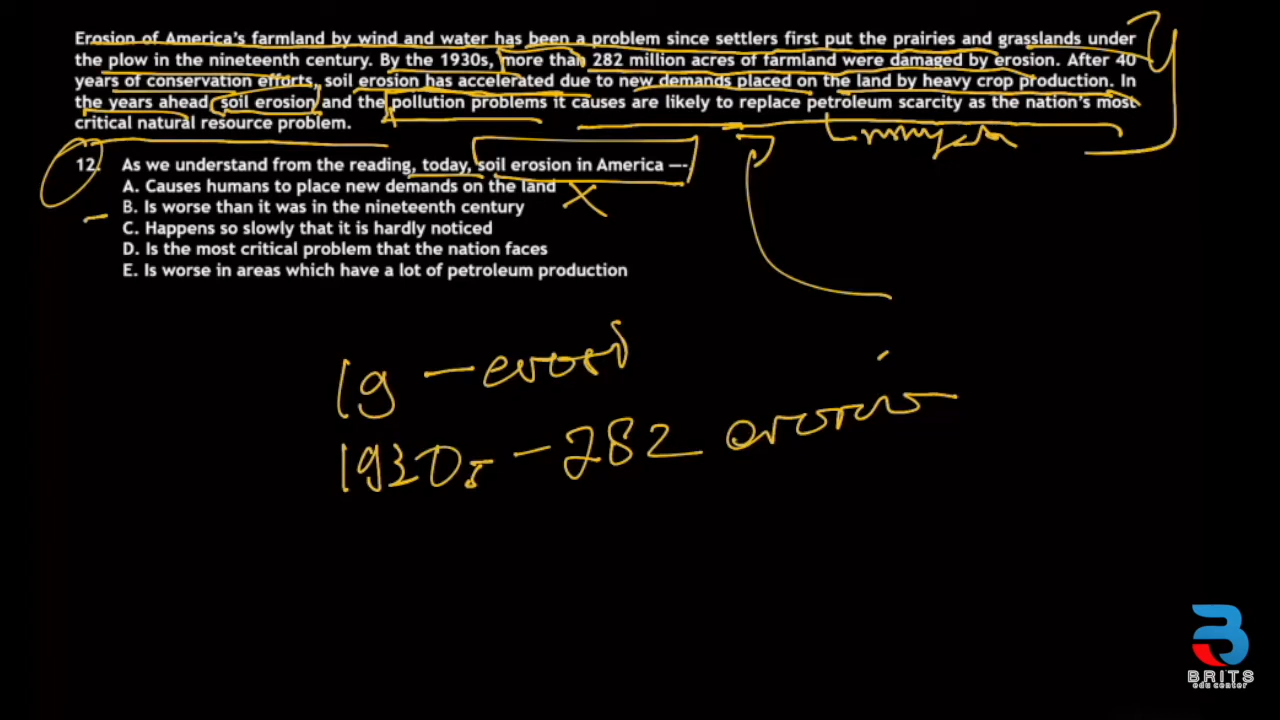 Erosion of America's farmland by wind and water has been a problem since settlers first put the prairies and grasslands under
the plow in the nineteenth century. By the 1930s, more than 282 million acres of farmland were damaged by erosion. After 40
years of conservation efforts, soil erosion has accelerated due to new demands placed on the land by heavy crop production. In
the years ahead soil erosion and the pollution problems it causes are likely to replace petroleum scarcity as the nation's most
critical natural resource problem.
12. As we understand from the reading, today, soil erosion in America —-
A. Causes humans to place new demands on the land
B. Is worse than it was in the nineteenth century
C. Happens so slowly that it is hardly noticed
D. Is the most critical problem that the nation faces
E. Is worse in areas which have a lot of petroleum production
19 - erosi
1930s - 282 erosion
BRITS
edu center